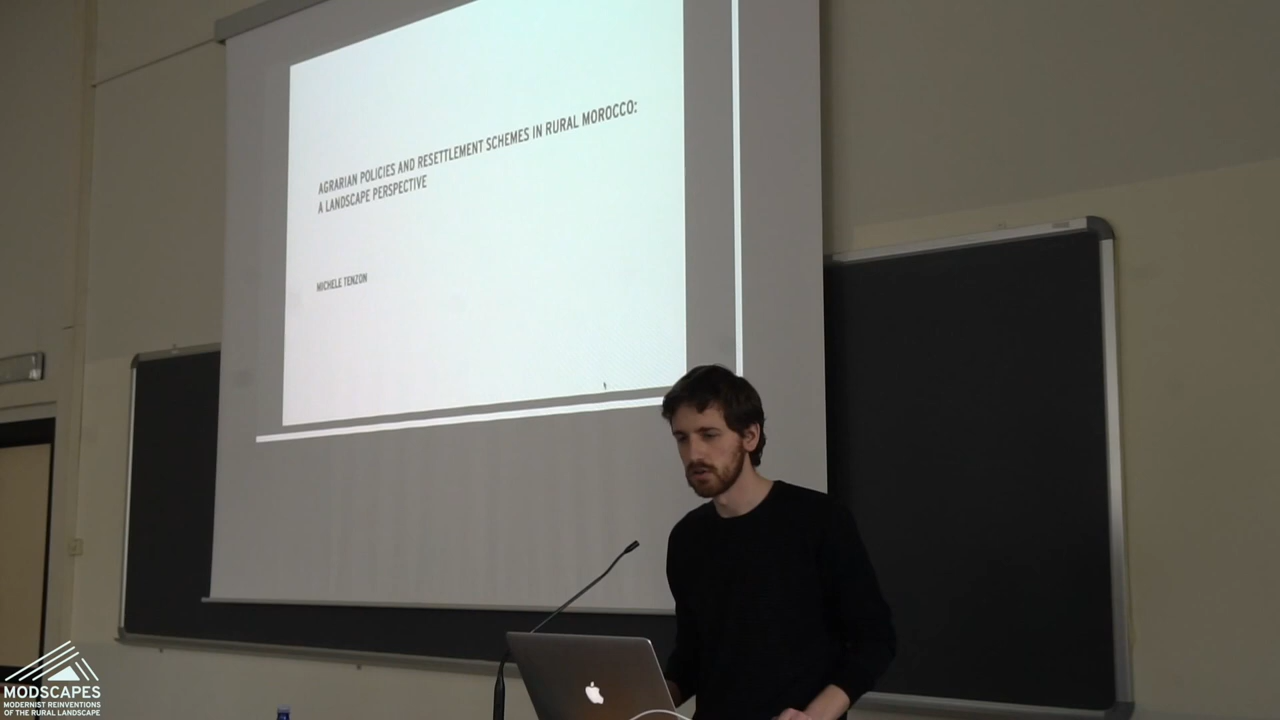 AGRARIAN POLICIES AND RESETTLEMENT SCHEMES IN RURAL MOROCCO:
A LANDSCAPE PERSPECTIVE
MICHELE TENZON
MODSCAPES
MODERNIST REINVENTIONS
OF THE RURAL LANDSCAPE